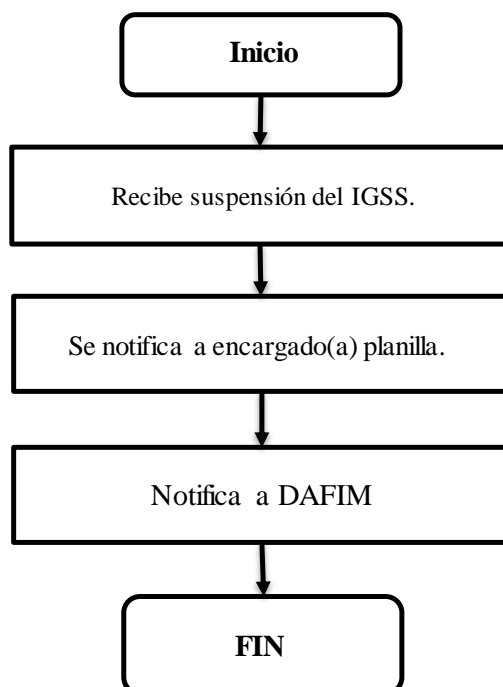 Inicio
Recibe suspensión del IGSS.
Se notifica a encargado(a) planilla.
Notifica a DAFIM
FIN